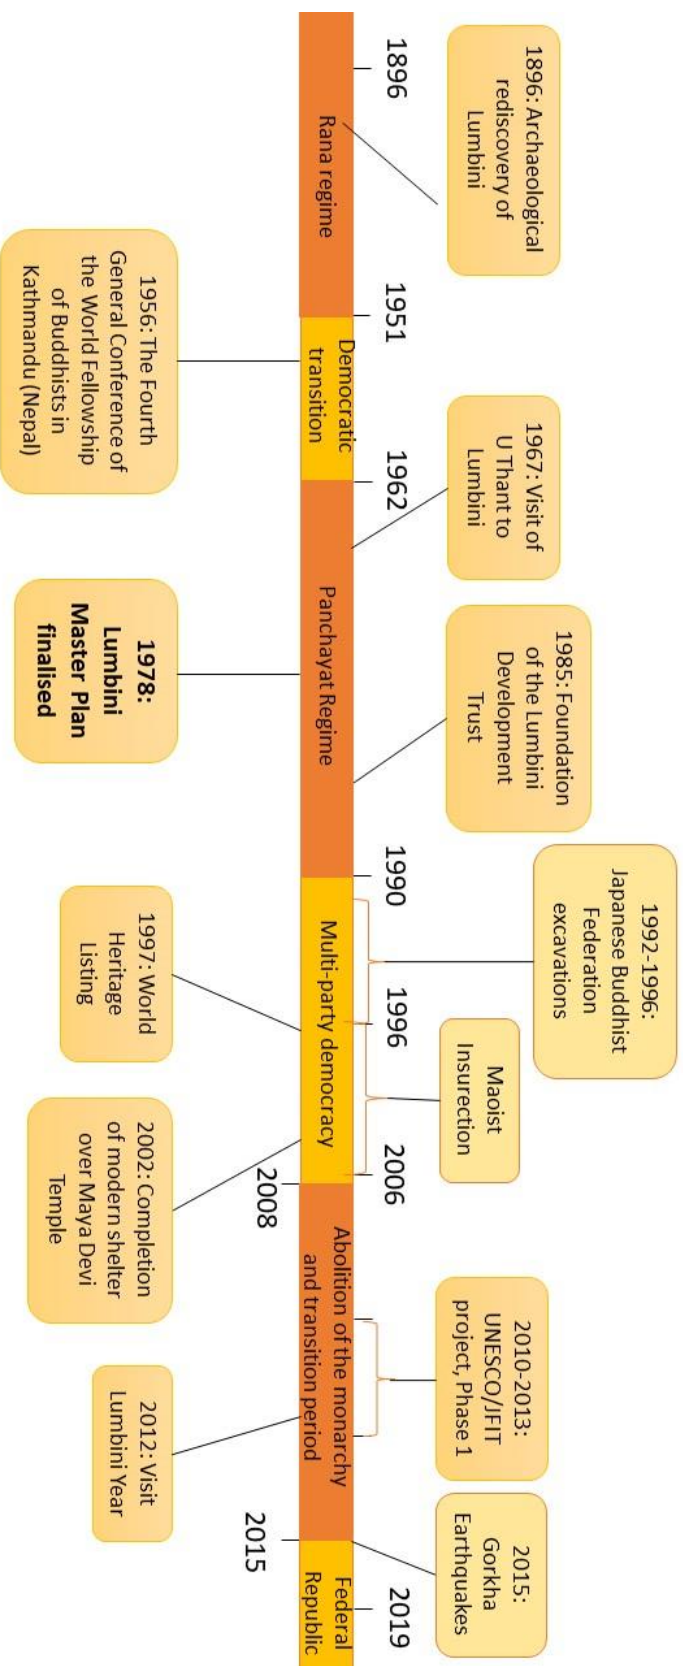 1896: Archaeological
rediscovery of
Lumbini
1967: Visit of
U Thant to
Lumbini
1985: Foundation
of the Lumbini
Development
Trust
1992-1996:
Japanese Buddhist
Federation
excavations
Maoist
Insurection
2010-2013:
UNESCO/JFIT
project, Phase 1
2015:
Gorkha
Earthquakes
1896
1951
1962
1990
1996
2006
2019
Rana regime
Democratic
transition
Panchayat Regime
Multi-party democracy
Abolition of the monarchy
and transition period
Federal
Republic
2008
2015
1956: The Fourth
General Conference of
the World Fellowship
of Buddhists in
Kathmandu (Nepal)
1978:
Lumbini
Master Plan
finalised
1997: World
Heritage
Listing
2002: Completion
of modern shelter
over Maya Devi
Temple
2012: Visit
Lumbini Year